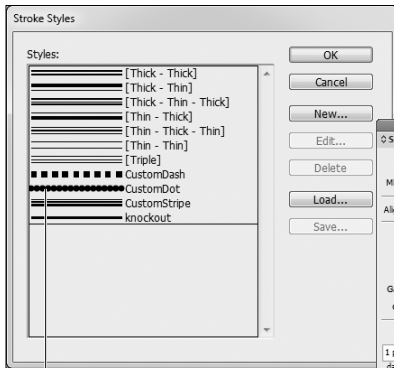 Stroke Styles
Styles:
[Thick - Thick]
[Thick - Thin]
[Thick - Thin - Thick]
[Thin - Thick]
[Thin - Thick - Thin]
[Thin - Thin]
[Triple]
CustomDash
CustomDot
CustomStripe
knockout
OK
Cancel
New...
Edit...
Delete
Load...
Save...